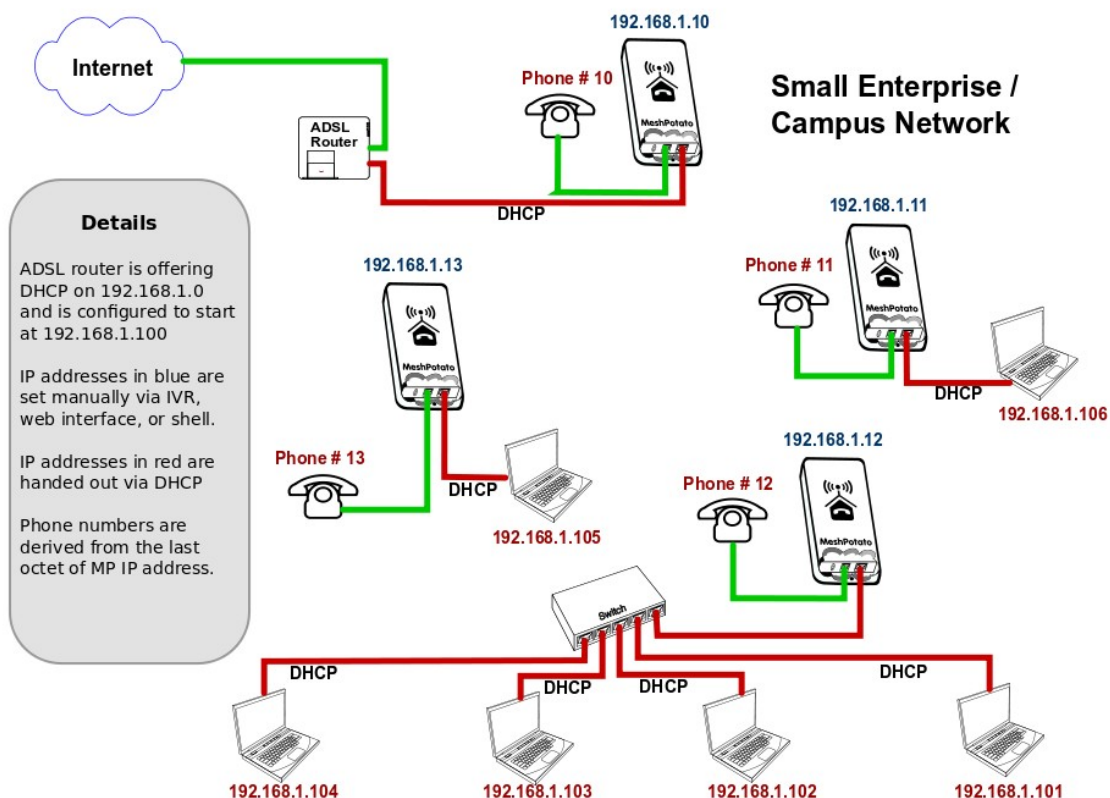 192.168.1.10
Internet
Phone # 10
Small Enterprise /
Campus Network
ADSL
Router
MeshPotato
DHCP
Details
ADSL router is offering
DHCP on 192.168.1.0
and is configured to start
at 192.168.1.100
IP addresses in blue are
set manually via IVR,
web interface, or shell.
IP addresses in red are
handed out via DHCP
Phone numbers are
derived from the last
octet of MP IP address.
192.168.1.11
Phone # 11
MeshPotato
DHCP
192.168.1.106
192.168.1.13
MeshPotato
Phone # 13
DHCP
192.168.1.105
192.168.1.12
Phone # 12
MeshPotato
Switch
DHCP
DHCP
DHCP
DHCP
192.168.1.104
192.168.1.103
192.168.1.102
192.168.1.101